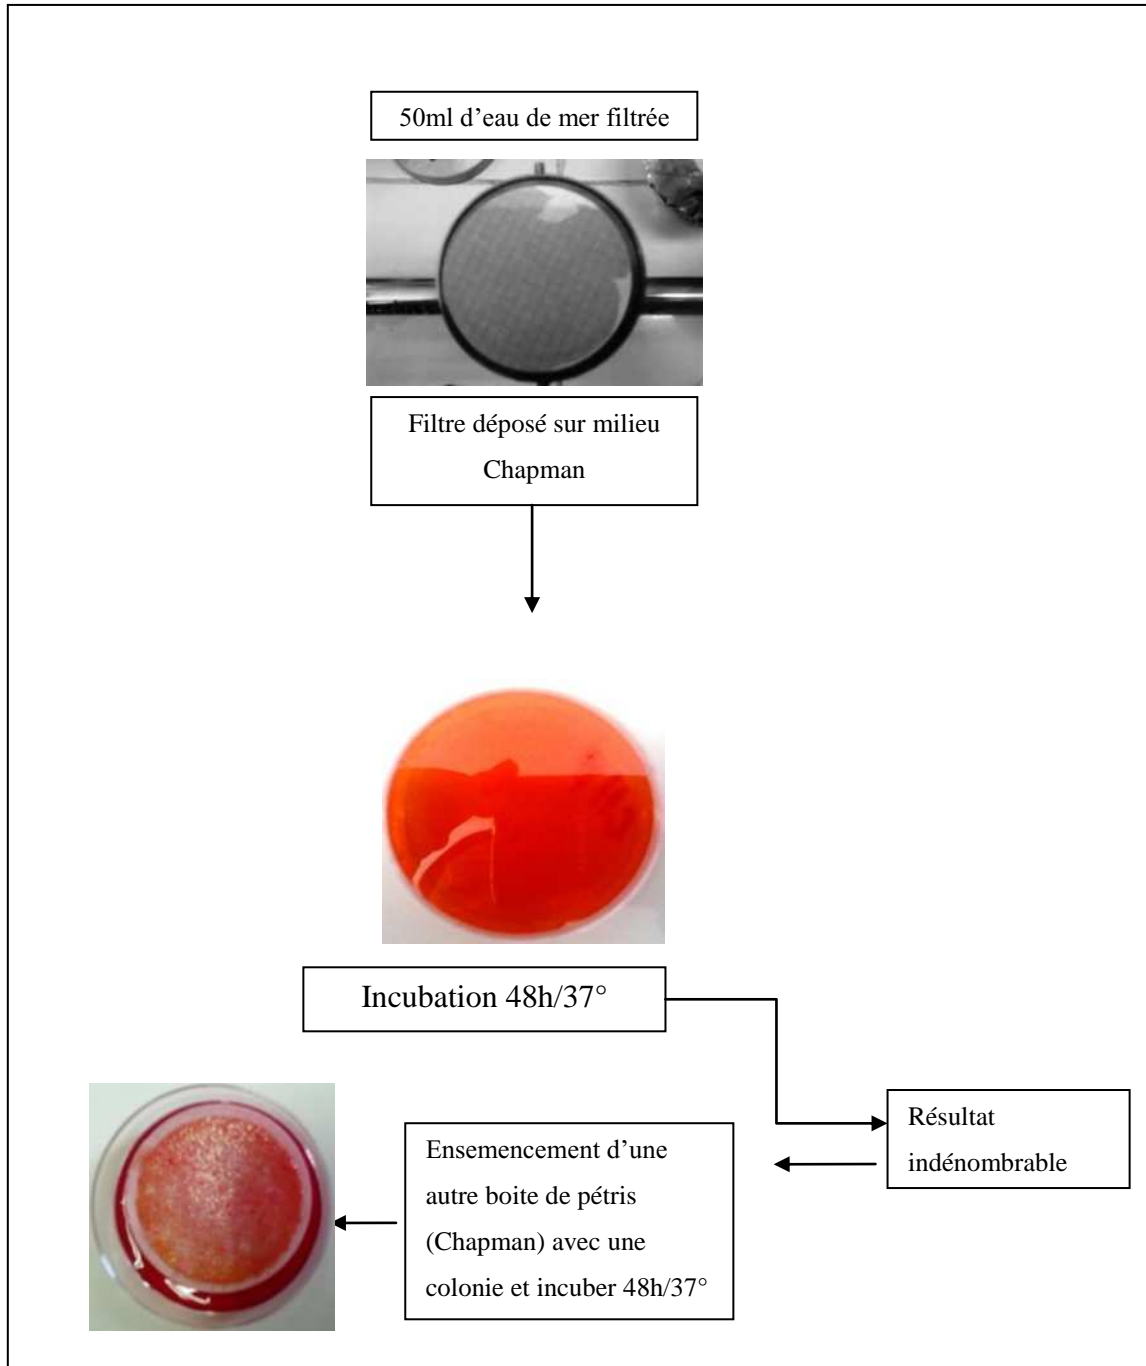 50ml d’eau de mer filtrée
Filtre déposé sur milieu
Chapman
Incubation 48h/37°
Résultat
indénombrable
Ensemencement d’une
autre boite de pétris
(Chapman) avec une
colonie et incuber 48h/37°